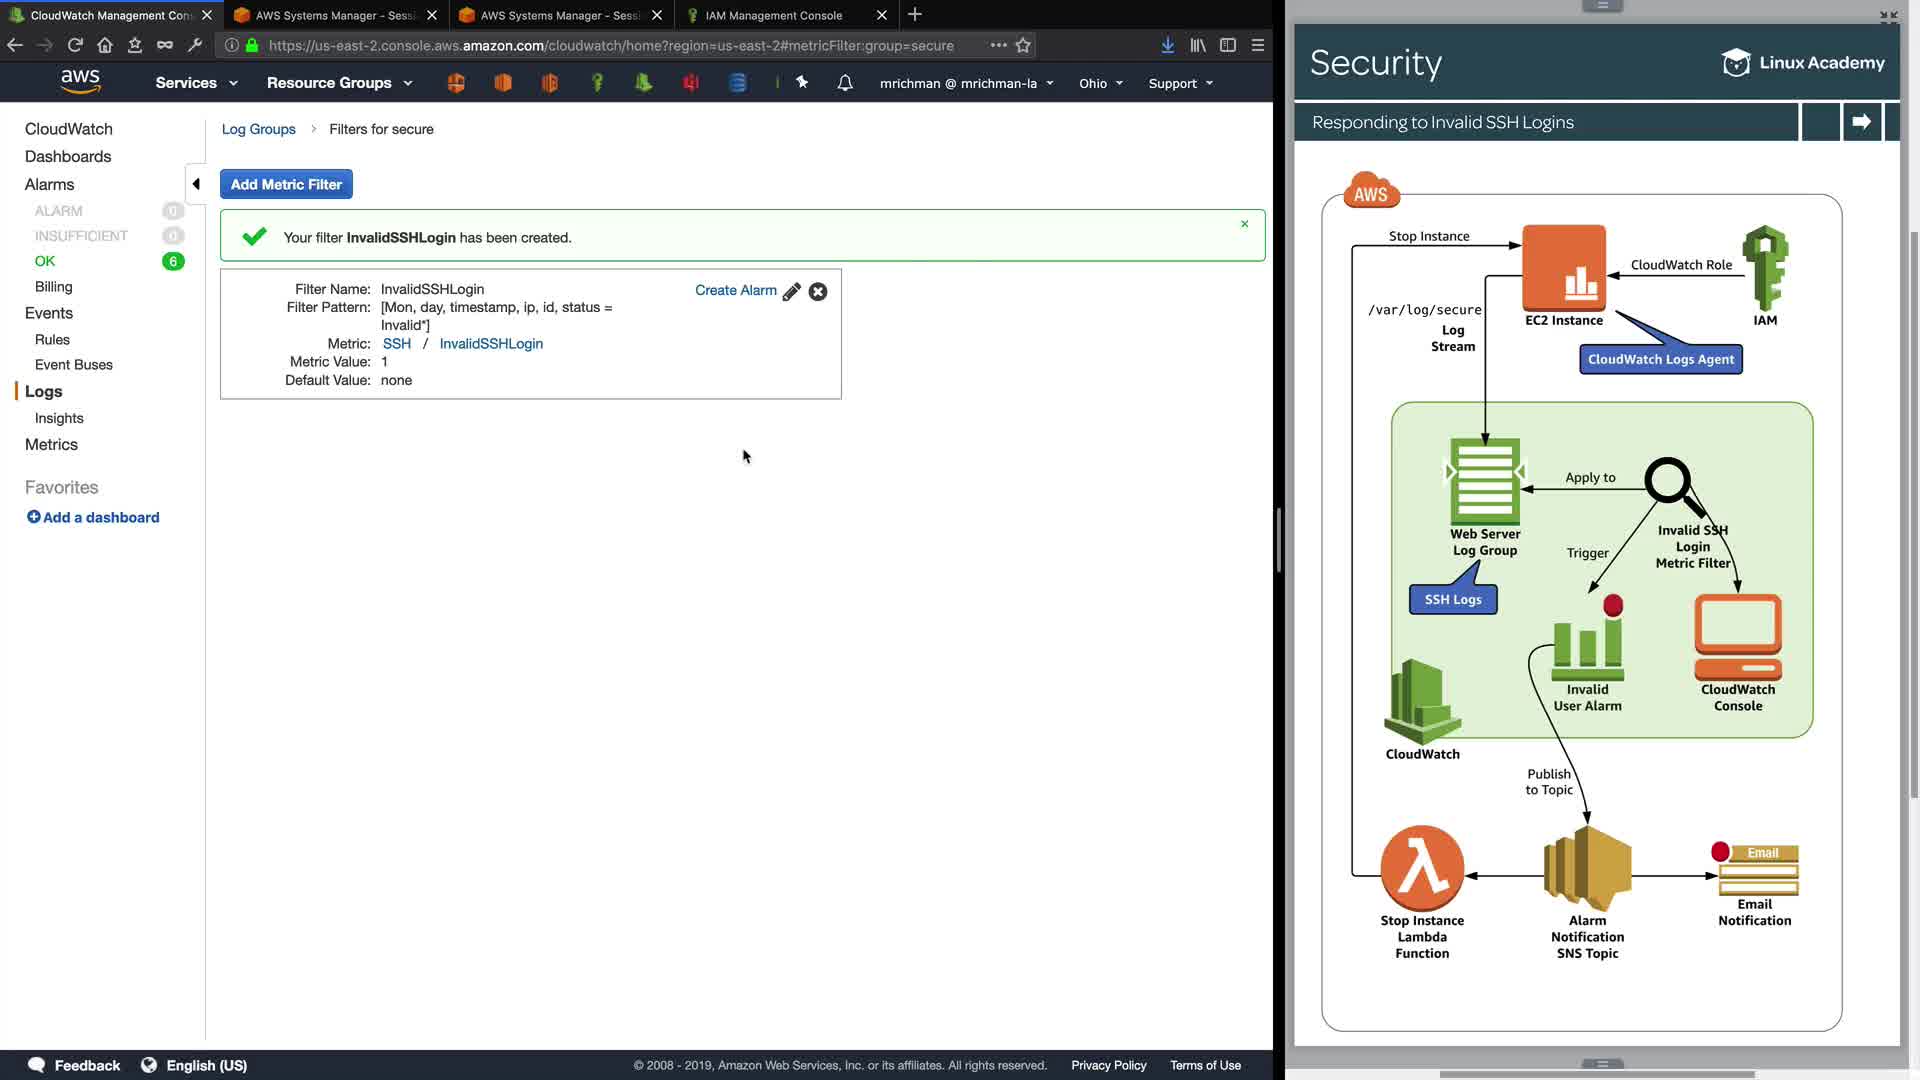 CloudWatch Management Con
AWS Systems Manager - Sess
AWS Systems Manager - Sess
IAM Management Console
https://us-east-2.console.aws.amazon.com/cloudwatch/home?region=us-east-2#metricFilter:group=secure
aws
Services
Resource Groups
mrichman @ mrichman-la
Ohio
Support
CloudWatch
Dashboards
Alarms
ALARM 0
INSUFFICIENT 0
OK 6
Billing
Events
Rules
Event Buses
Logs
Insights
Metrics
Favorites
Add a dashboard
Log Groups > Filters for secure
Add Metric Filter
Your filter InvalidSSHLogin has been created.
Filter Name: InvalidSSHLogin
Create Alarm
Filter Pattern: [Mon, day, timestamp, ip, id, status =
Invalid*]
Metric: SSH / InvalidSSHLogin
Metric Value: 1
Default Value: none
Feedback
English (US)
© 2008 - 2019, Amazon Web Services, Inc. or its affiliates. All rights reserved.
Privacy Policy
Terms of Use
Security
Linux Academy
Responding to Invalid SSH Logins
AWS
Stop Instance
CloudWatch Role
/var/log/secure
Log
Stream
EC2 Instance
IAM
CloudWatch Logs Agent
Apply to
Web Server
Log Group
Invalid SSH
Login
Metric Filter
Trigger
SSH Logs
Invalid
User Alarm
CloudWatch
Console
CloudWatch
Publish
to Topic
Email
Stop Instance
Lambda
Function
Alarm
Notification
SNS Topic
Email
Notification